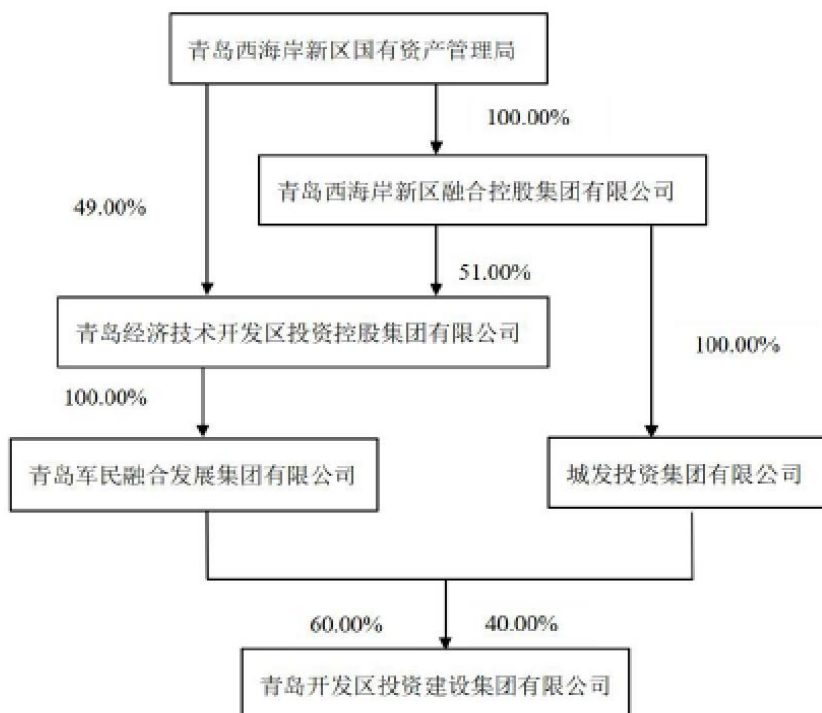 青岛西海岸新区国有资产管理局
100.00%
青岛西海岸新区融合控股集团有限公司
49.00%
51.00%
青岛经济技术开发区投资控股集团有限公司
100.00%
100.00%
青岛军民融合发展集团有限公司
城发投资集团有限公司
60.00%
40.00%
青岛开发区投资建设集团有限公司